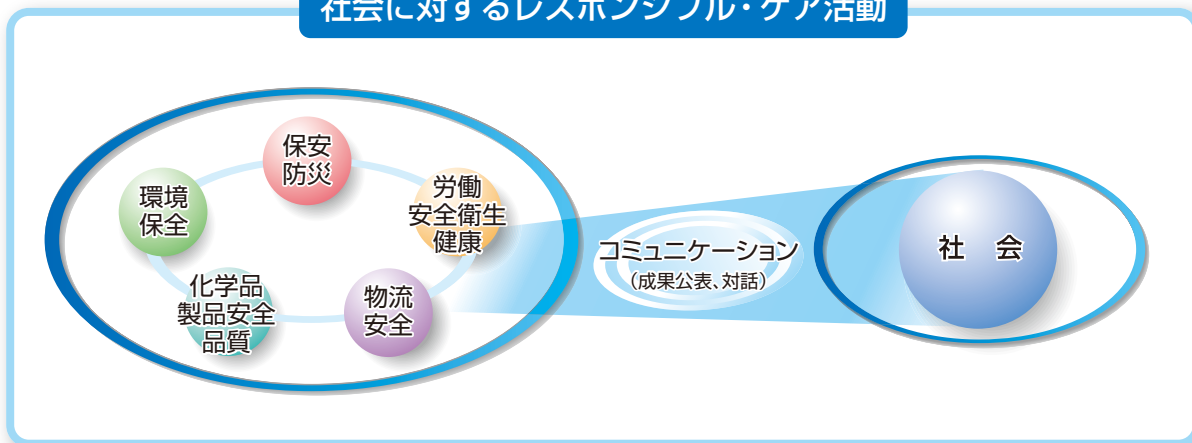 社会に対するレスポンシブル・ケア活動
保安
防災
環境
保全
労働
安全衛生
健康
化学品
製品安全
品質
物流
安全
コミュニケーション
（成果公表、対話）
社　会